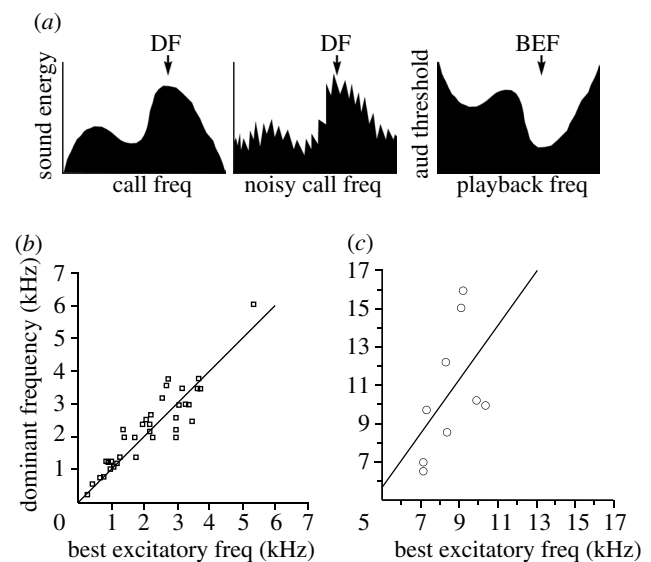 (a)
DF
DF
BEF
sound energy
aud threshold
call freq
noisy call freq
playback freq
(b)
(c)
7
6
5
4
3
2
1
0
1 2 3 4 5 6 7
dominant frequency (kHz)
best excitatory freq (kHz)
17
15
13
11
9
7
5
7 9 11 13 15 17
best excitatory freq (kHz)